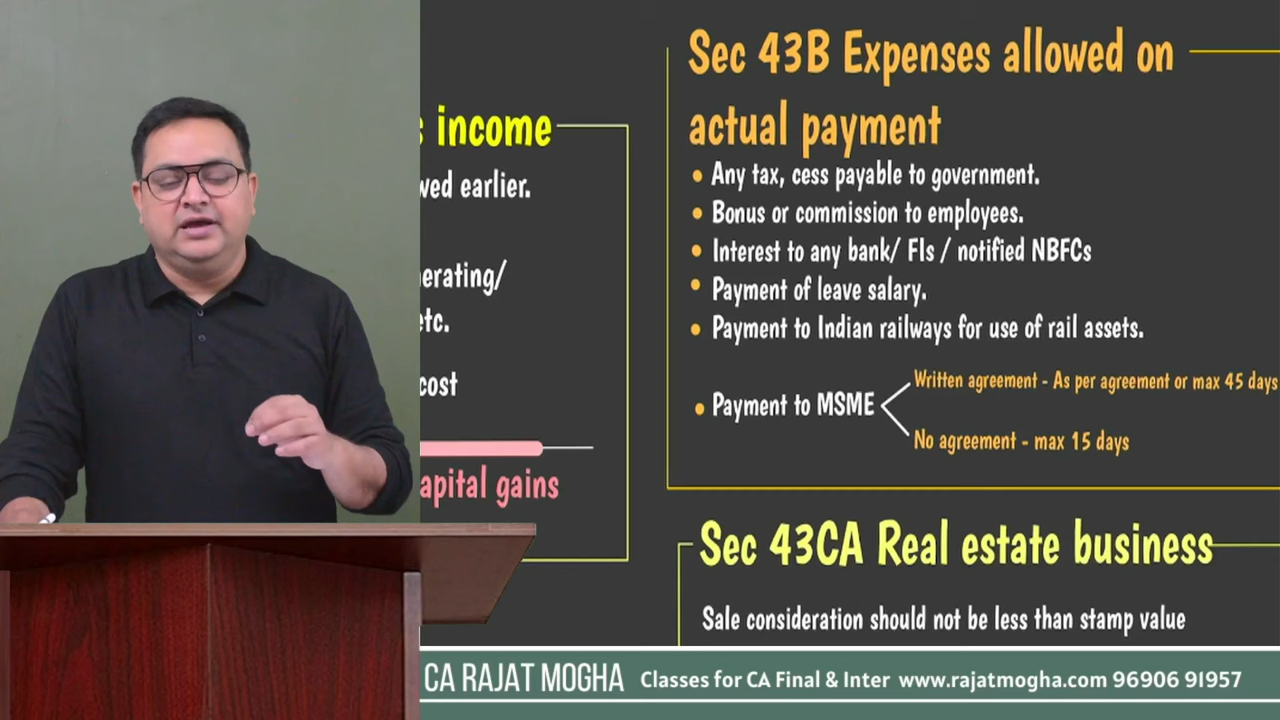 income
wed earlier.
erating/
etc.
cost
apital gains
Sec 43B Expenses allowed on
actual payment
• Any tax, cess payable to government.
• Bonus or commission to employees.
• Interest to any bank/ FIs / notified NBFCs
• Payment of leave salary.
• Payment to Indian railways for use of rail assets.
• Payment to MSME
Written agreement - As per agreement or max 45 days
No agreement - max 15 days
Sec 43CA Real estate business
Sale consideration should not be less than stamp value
CA RAJAT MOGHA Classes for CA Final & Inter www.rajatmogha.com 96906 91957